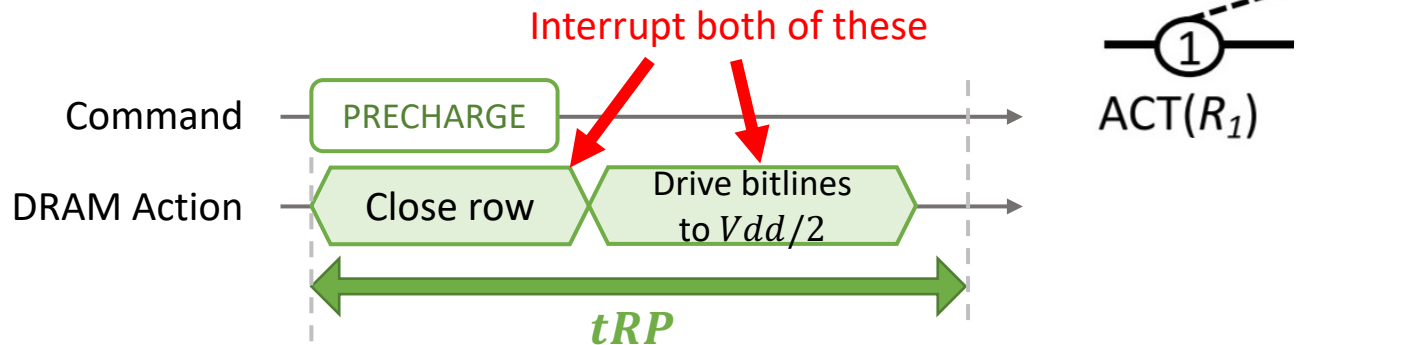 Interrupt both of these
Command
PRECHARGE
DRAM Action
Close row
Drive bitlines
to Vdd/2
tRP
1
ACT(R1)